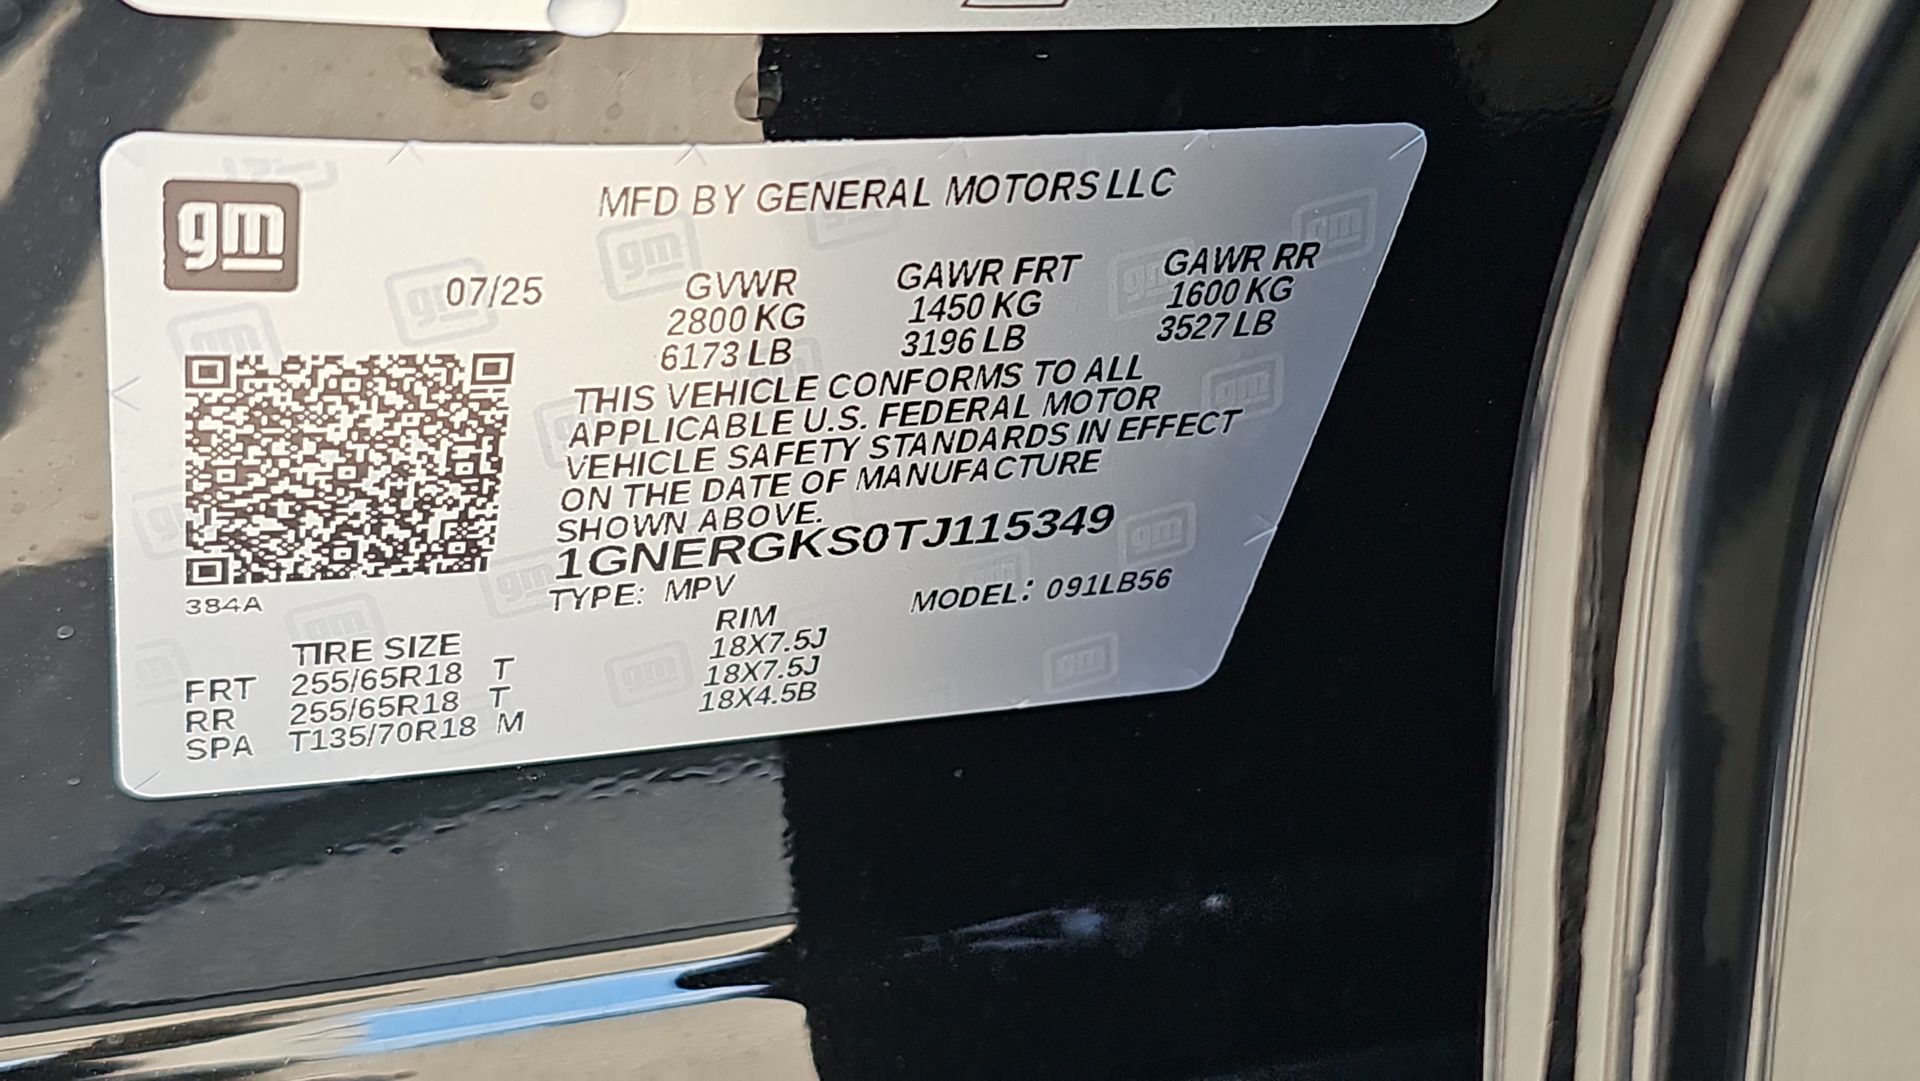 gm
MFD BY GENERAL MOTORS LLC
07/25 GVWR GAWR FRT GAWR RR
2800 KG 1450 KG 1600 KG
6173 LB 3196 LB 3527 LB
THIS VEHICLE CONFORMS TO ALL
APPLICABLE U.S. FEDERAL MOTOR
VEHICLE SAFETY STANDARDS IN EFFECT
ON THE DATE OF MANUFACTURE
SHOWN ABOVE.
1GNERGKS0TJ115349
TYPE: MPV MODEL: 091LB56
384A
TIRE SIZE RIM
FRT 255/65R18 T 18X7.5J
RR 255/65R18 T 18X7.5J
SPA T135/70R18 M 18X4.5B